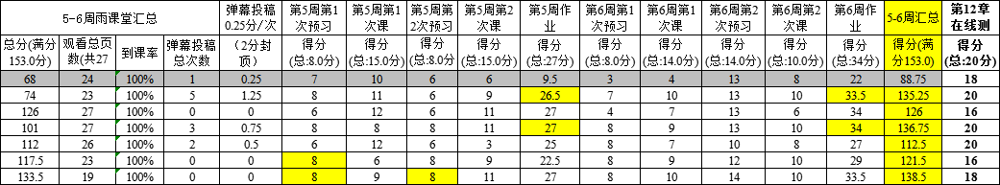 5-6周雨课堂汇总 弹幕投稿0.25分/次 第5周第1次预习 第5周第1次课 第5周第2次预习 第5周第2次课 第5周作业 第6周第1次预习 第6周第1次课 第6周第2次预习 第6周第2次课 第6周作业 5-6周汇总 第12章在线测
总分(满分153.0分) 观看总页数(共27 到课率 弹幕投稿总次数 (2分封顶) 得分(总:8.0分) 得分(总:15.0分) 得分(总:8.0分) 得分(总:15.0分) 得分(总:27分) 得分(总:8.0分) 得分(总:14.0分) 得分(总:14.0分) 得分(总:10.0分) 得分(总:34分) 得分(满分153.0) 得分(总:20分)
68 24 100% 1 0.25 7 10 6 6 9.5 3 4 13 8 22 88.75 18
74 23 100% 5 1.25 8 11 6 9 26.5 7 10 13 10 33.5 135.25 20
126 27 100% 0 0 6 12 6 11 27 4 7 13 6 34 126 16
101 27 100% 3 0.75 8 8 8 11 27 8 9 13 10 34 136.75 20
112 26 100% 2 0.5 6 12 6 3 25 8 7 10 8 27 112.5 20
117.5 23 100% 0 0 8 6 8 9 22.5 8 9 12 10 29 121.5 16
133.5 19 100% 0 0 8 9 8 11 27 8 10 14 10 33.5 138.5 18